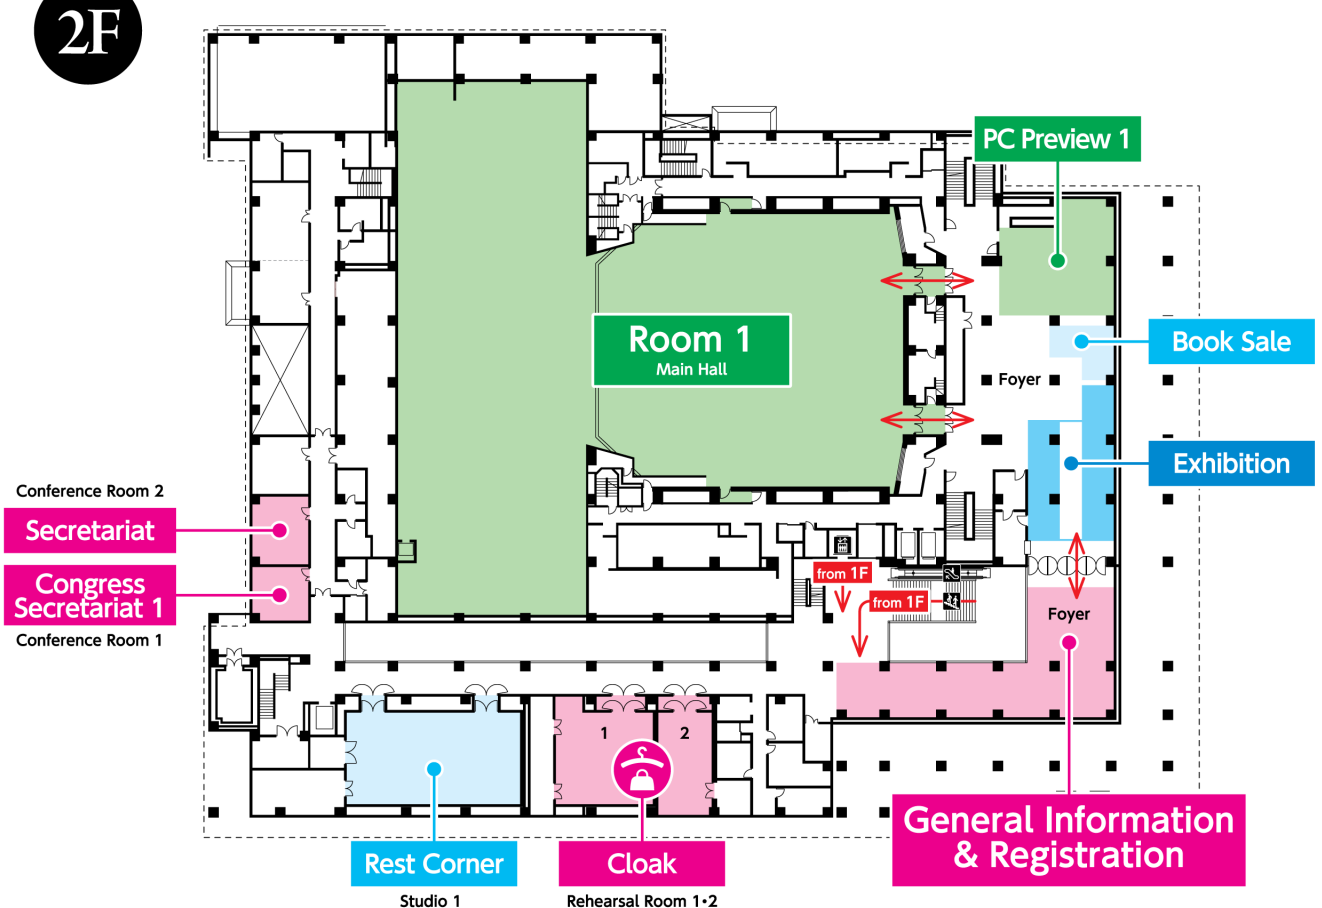 2F
PC Preview 1
Room 1
Main Hall
Book Sale
Foyer
Exhibition
Conference Room 2
Secretariat
Congress
Secretariat 1
Conference Room 1
from 1F
from 1F
Foyer
1
2
General Information
& Registration
Rest Corner
Studio 1
Cloak
Rehearsal Room 1・2